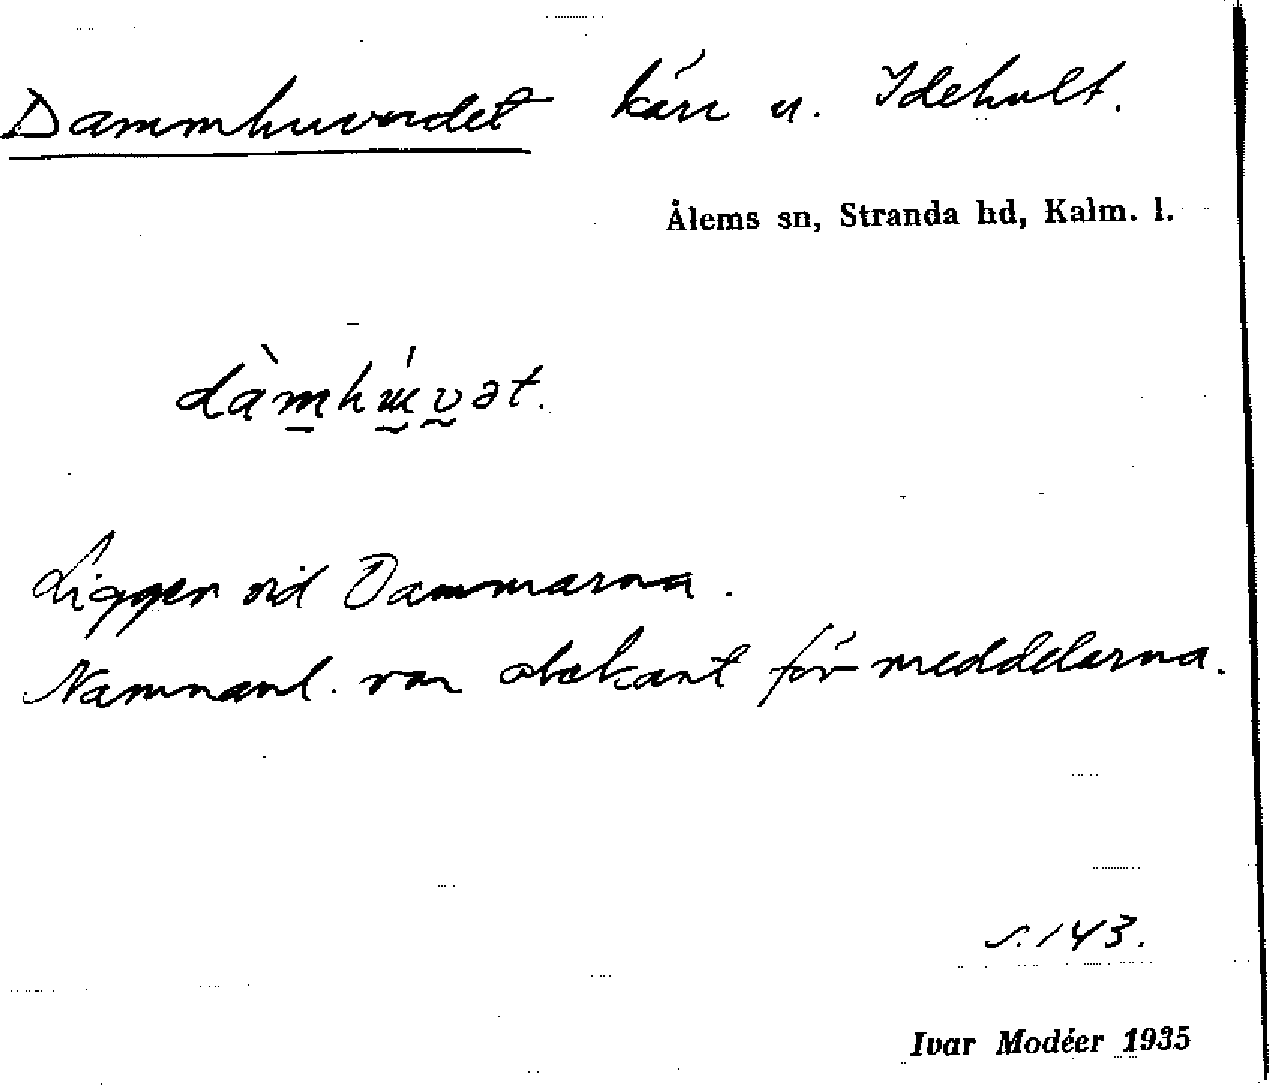 Dammhuvudet kärr u. Idehult.
Ålems sn, Stranda hd, Kalm. l.
dàmhúvət.
Ligger vid Dammarna.
Namnanl. var obekant för meddelarna.
s. 143.
Ivar Modéer 1935